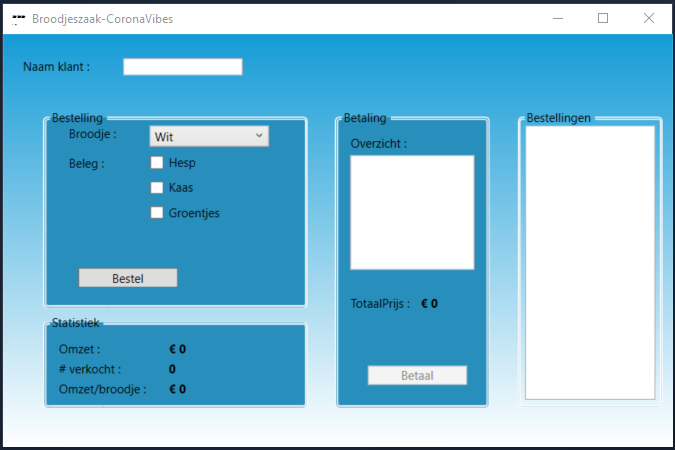 Broodjeszaak-CoronaVibes
Naam klant :
Bestelling
Broodje :
Wit
Beleg :
Hesp
Kaas
Groentjes
Bestel
Statistiek
Omzet :
€ 0
# verkocht :
0
Omzet/broodje :
€ 0
Betaling
Overzicht :
TotaalPrijs :
€ 0
Betaal
Bestellingen